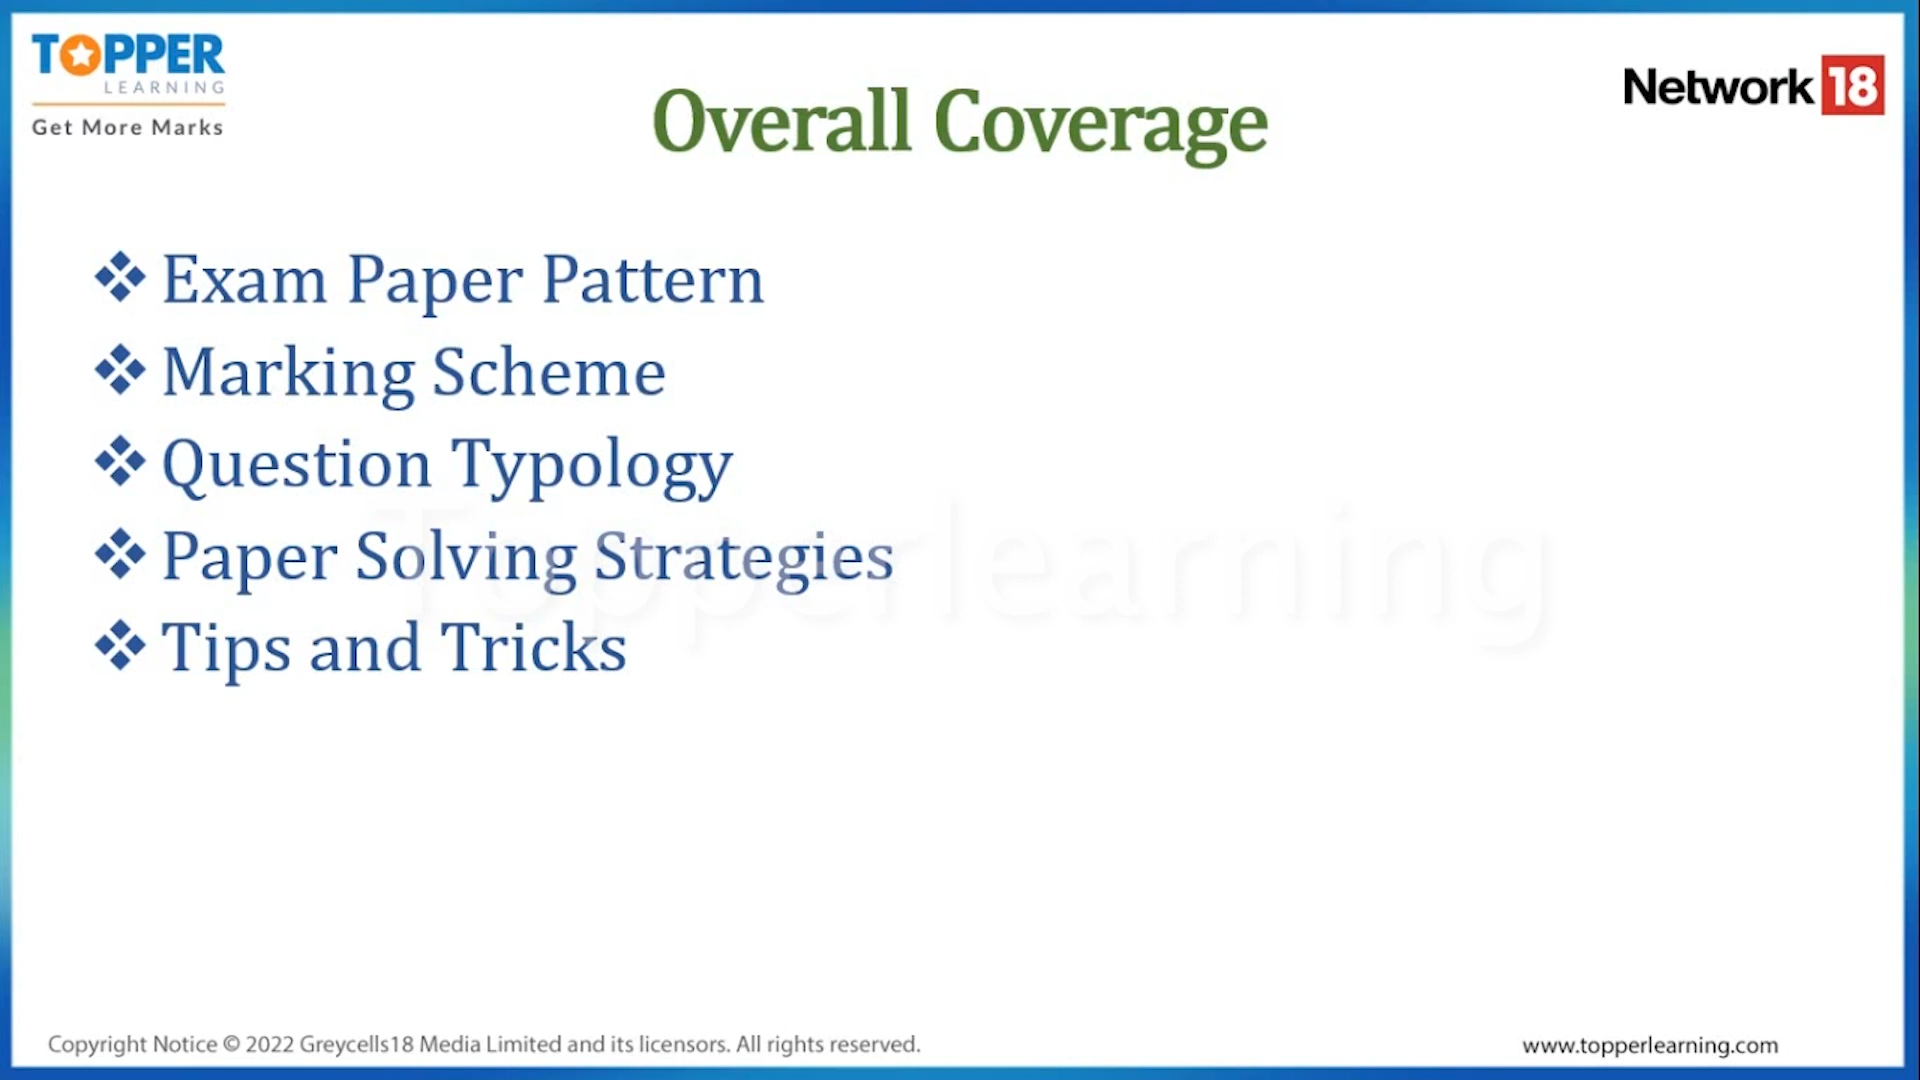 TOPPER
LEARNING
Get More Marks
Network 18
Overall Coverage
❖ Exam Paper Pattern
❖ Marking Scheme
❖ Question Typology
❖ Paper Solving Strategies
❖ Tips and Tricks
Topperlearning
Copyright Notice © 2022 Greycells18 Media Limited and its licensors. All rights reserved.
www.topperlearning.com